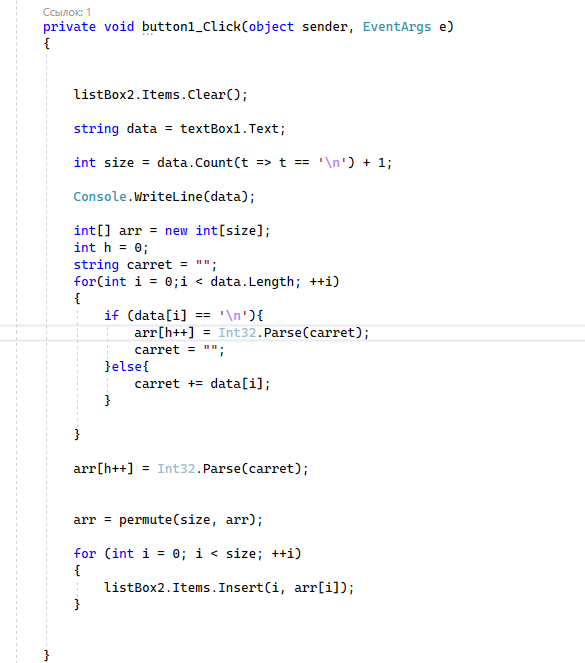 Ссылок: 1
private void button1_Click(object sender, EventArgs e)
{
listBox2.Items.Clear();
string data = textBox1.Text;
int size = data.Count(t => t == '\n') + 1;
Console.WriteLine(data);
int[] arr = new int[size];
int h = 0;
string carret = "";
for(int i = 0;i < data.Length; ++i)
{
if (data[i] == '\n'){
arr[h++] = Int32.Parse(carret);
carret = "";
}else{
carret += data[i];
}
}
arr[h++] = Int32.Parse(carret);
arr = permute(size, arr);
for (int i = 0; i < size; ++i)
{
listBox2.Items.Insert(i, arr[i]);
}
}